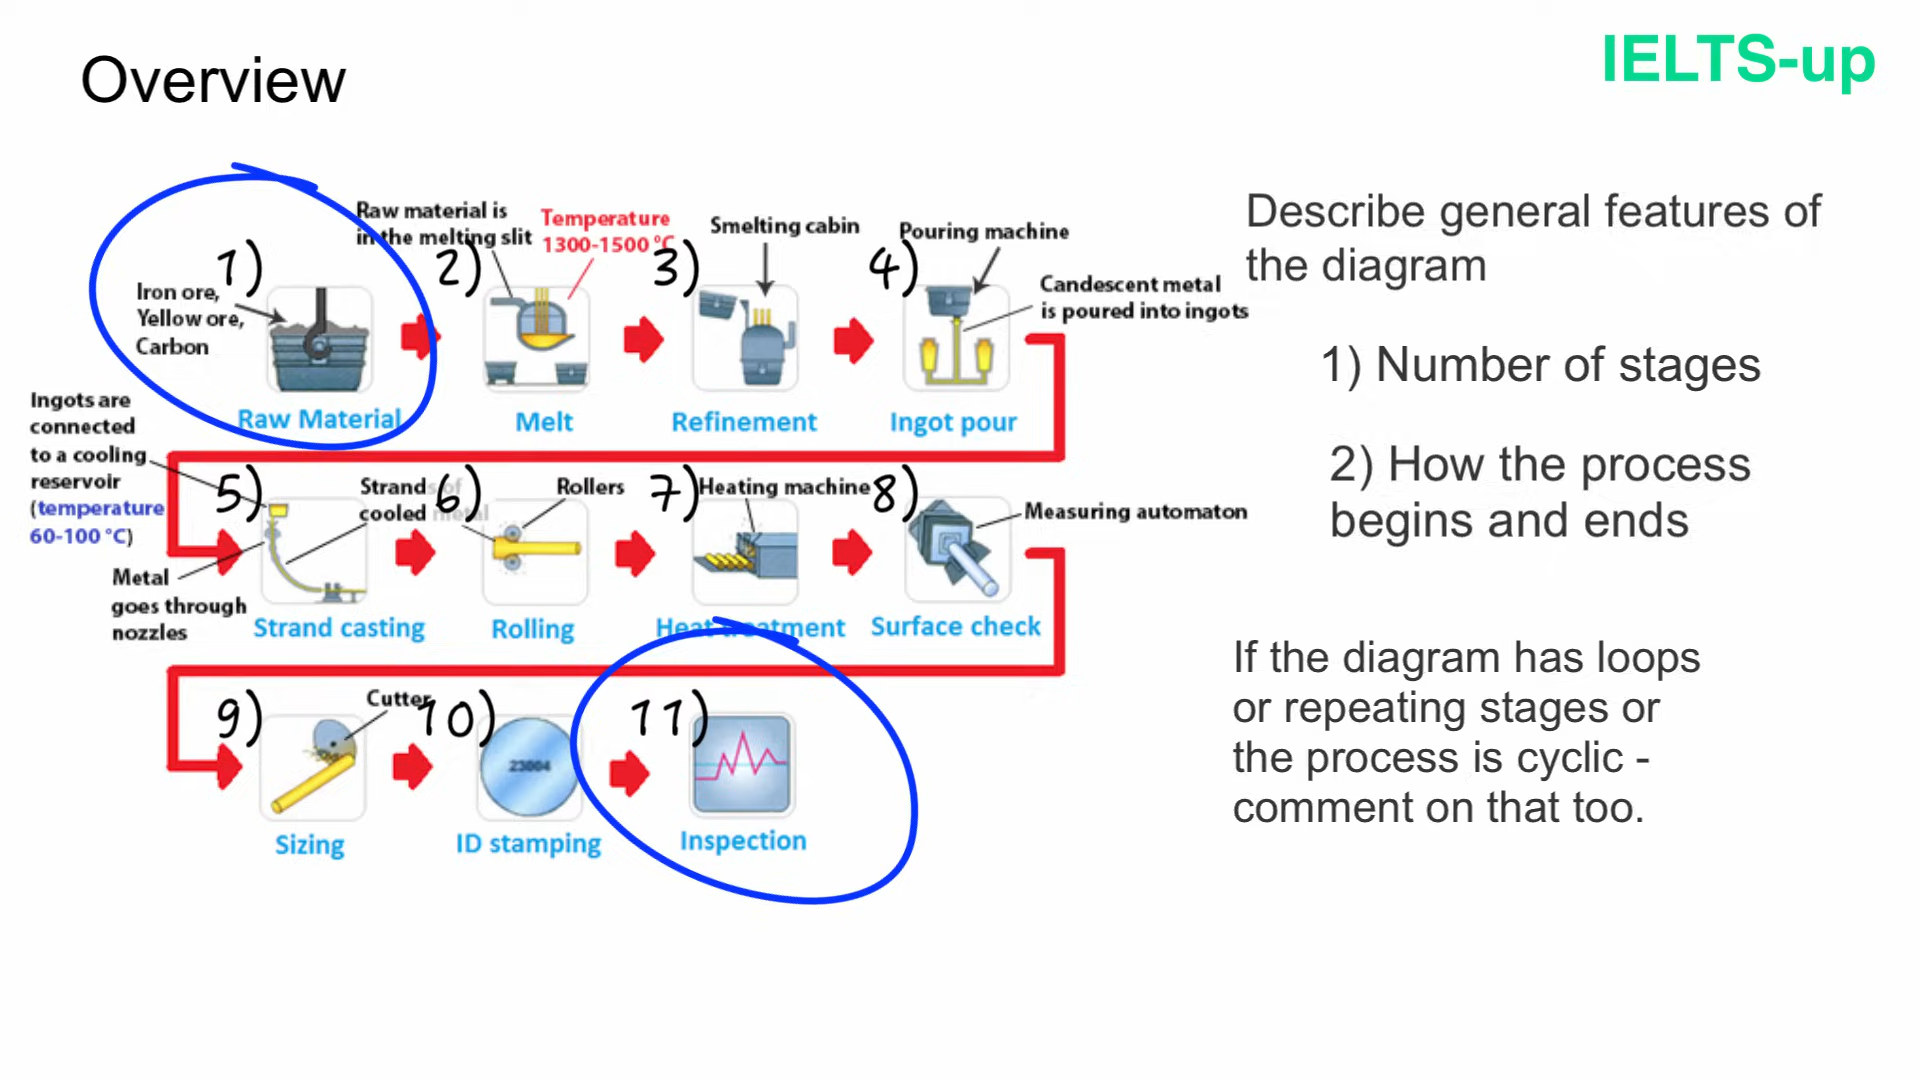 Overview
IELTS-up
Describe general features of
the diagram
1) Number of stages
2) How the process
begins and ends
If the diagram has loops
or repeating stages or
the process is cyclic -
comment on that too.
1)
Iron ore,
Yellow ore,
Carbon
Raw Material
Raw material is
in the melting slit
Temperature
1300-1500 °C
2)
Melt
Smelting cabin
3)
Refinement
Pouring machine
4)
Candescent metal
is poured into ingots
Ingot pour
Ingots are
connected
to a cooling
reservoir
(temperature
60-100 °C)
5)
Metal
goes through
nozzles
Strand casting
Strands of
cooled metal
6)
Rollers
Rolling
7)
Heating machine
Heat treatment
8)
Measuring automaton
Surface check
9)
Cutter
Sizing
10)
23004
ID stamping
11)
Inspection